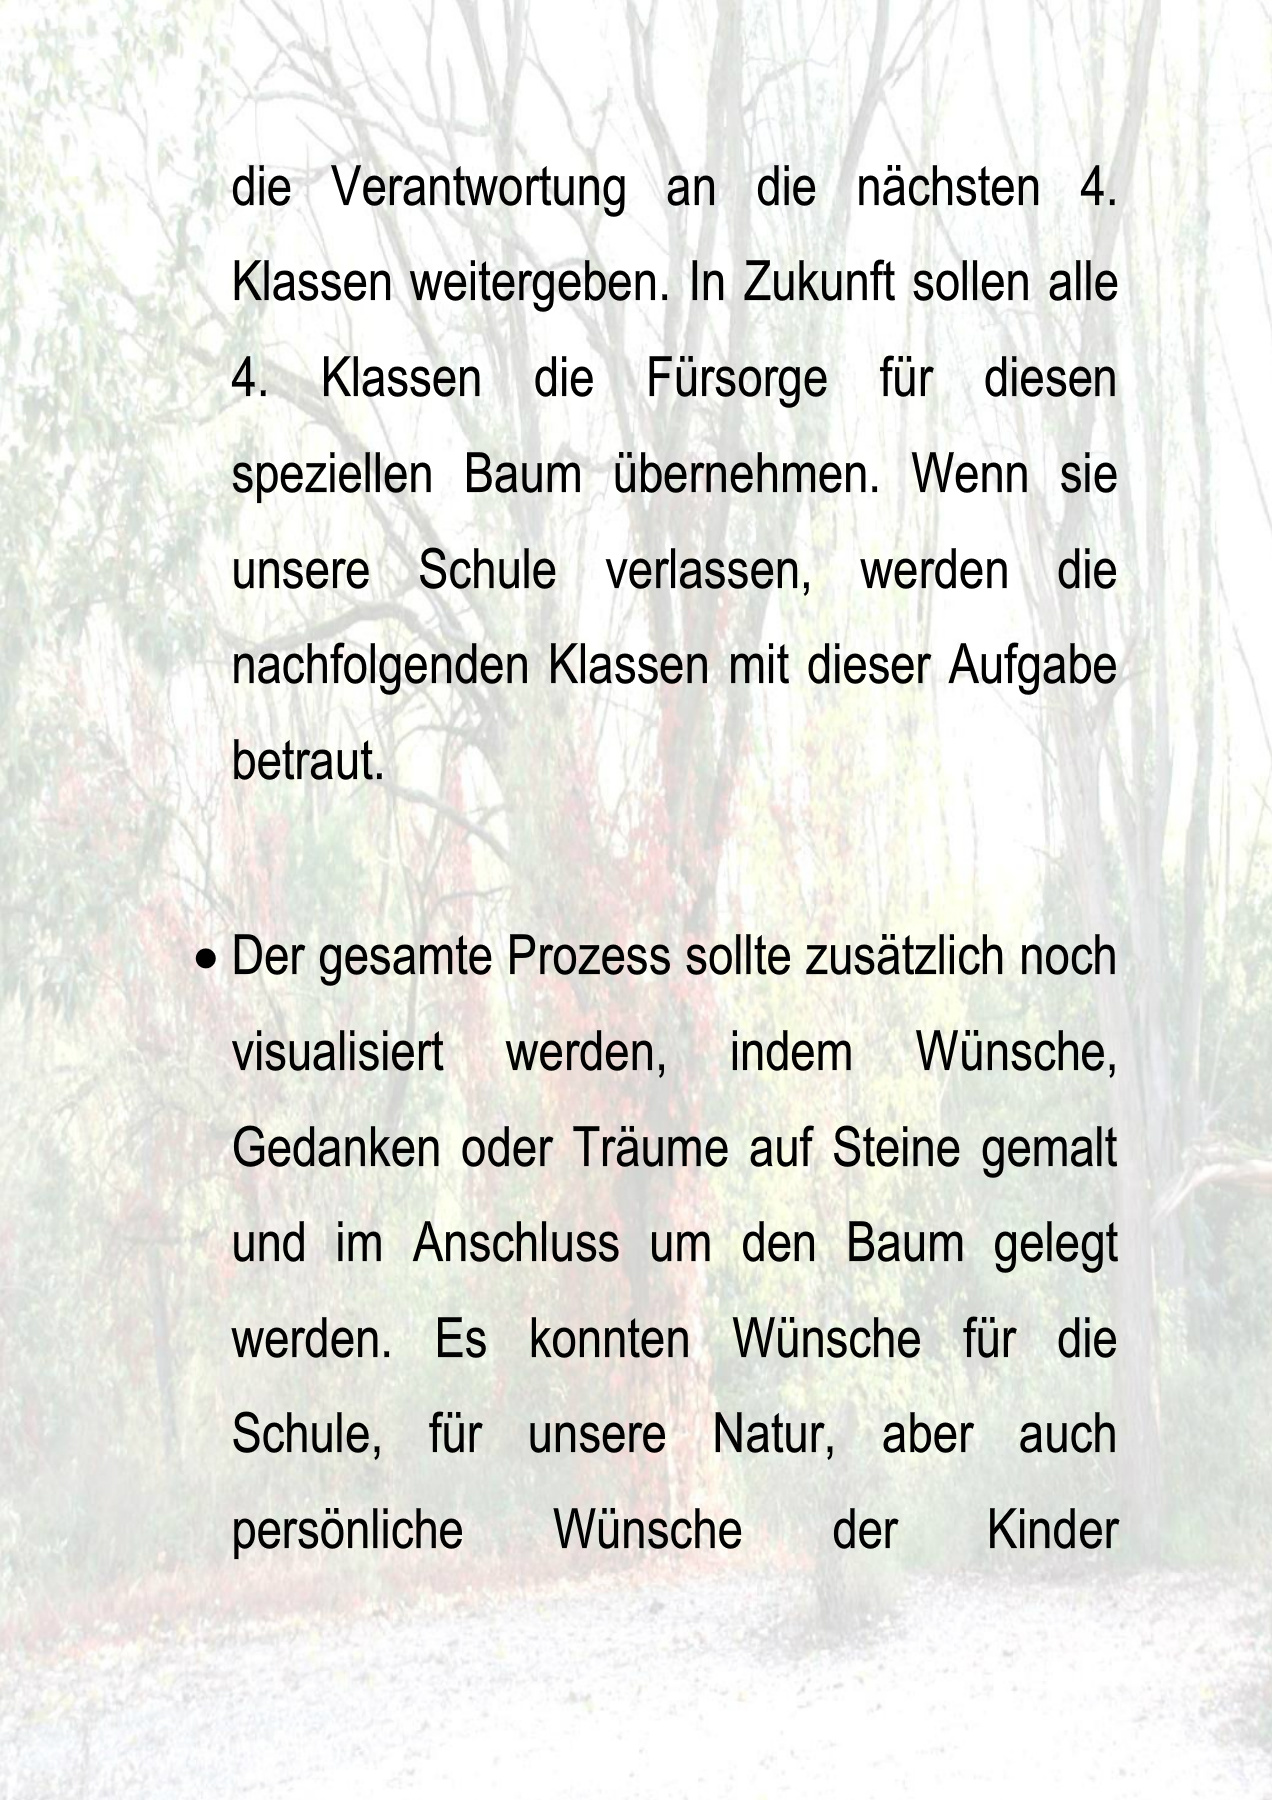 die Verantwortung an die nächsten 4.
Klassen weitergeben. In Zukunft sollen alle
4. Klassen die Fürsorge für diesen
speziellen Baum übernehmen. Wenn sie
unsere Schule verlassen, werden die
nachfolgenden Klassen mit dieser Aufgabe
betraut.
• Der gesamte Prozess sollte zusätzlich noch
visualisiert werden, indem Wünsche,
Gedanken oder Träume auf Steine gemalt
und im Anschluss um den Baum gelegt
werden. Es konnten Wünsche für die
Schule, für unsere Natur, aber auch
persönliche Wünsche der Kinder